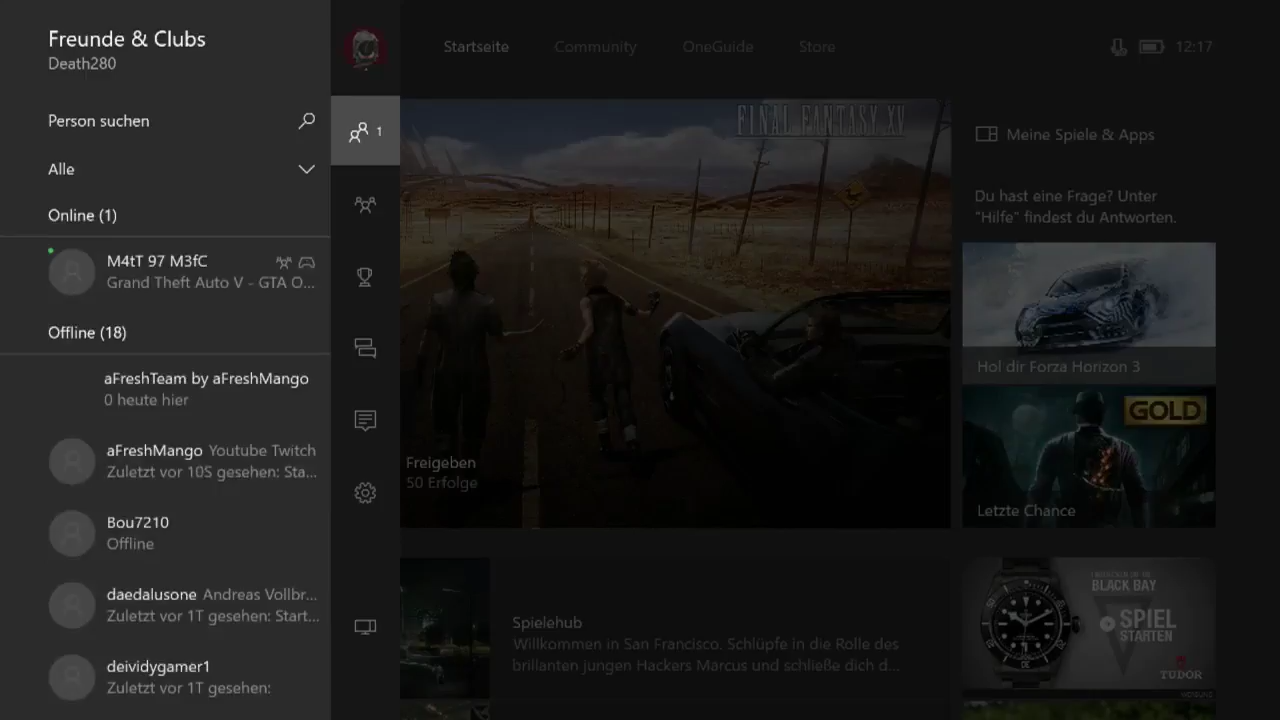 Freunde & Clubs
Death280
Person suchen
Alle
Online (1)
M4tT 97 M3fC
Grand Theft Auto V - GTA O...
Offline (18)
aFreshTeam by aFreshMango
0 heute hier
aFreshMango Youtube Twitch
Zuletzt vor 10S gesehen: Sta...
Bou7210
Offline
daedalusone Andreas Vollbr...
Zuletzt vor 1T gesehen: Start...
deividygamer1
Zuletzt vor 1T gesehen:
1
Startseite
Community
OneGuide
Store
12:17
FINAL FANTASY XV
Freigeben
50 Erfolge
Meine Spiele & Apps
Du hast eine Frage? Unter
"Hilfe" findest du Antworten.
Hol dir Forza Horizon 3
GOLD
Letzte Chance
Spielehub
Willkommen in San Francisco. Schlüpfe in die Rolle des
brillanten jungen Hackers Marcus und schließe dich d...
BLACK BAY
SPIEL
STARTEN
TUDOR